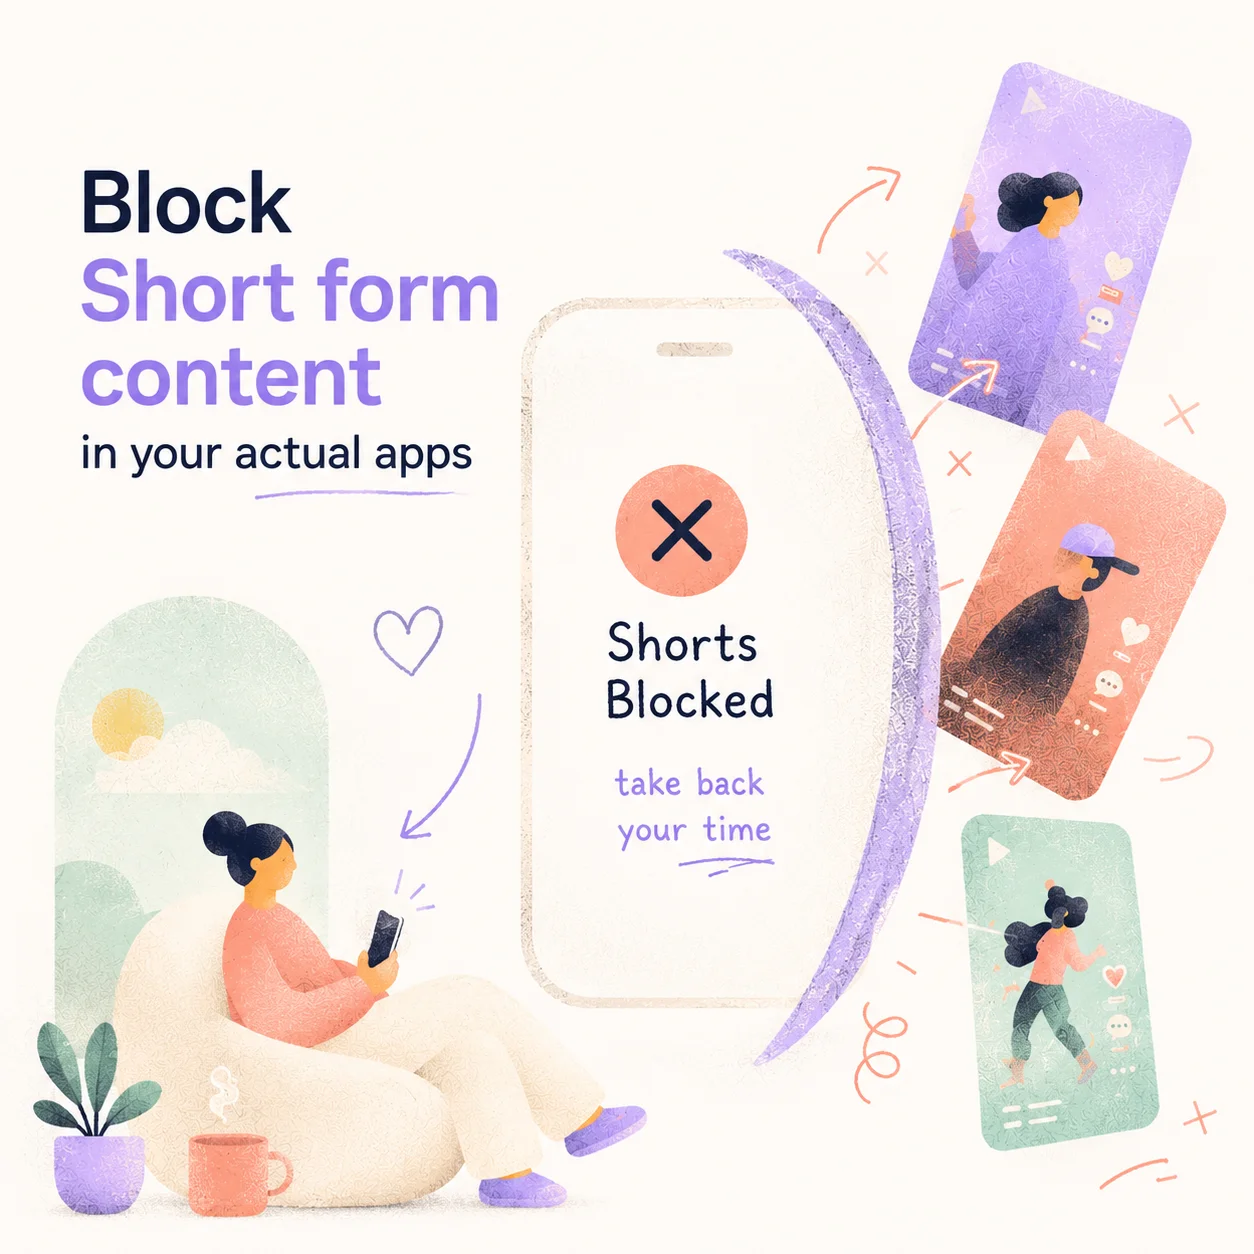 Block
Short form
content
in your actual apps
Shorts
Blocked
take back
your time